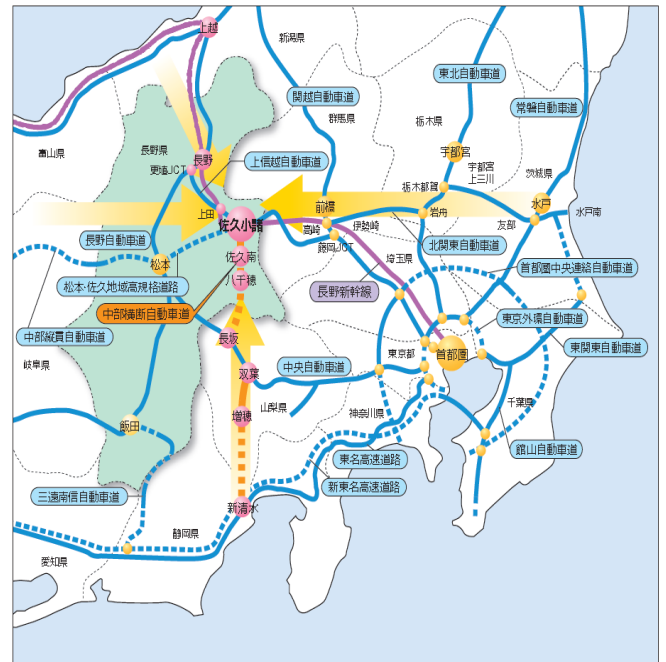 上越
新潟県
東北自動車道
関越自動車道
群馬県
常磐自動車道
栃木県
富山県
長野県
長野
更埴JCT
上信越自動車道
宇都宮
宇都宮
上三川
茨城県
栃木都賀
上田
佐久小諸
前橋
高崎
伊勢崎
岩舟
友部
水戸
水戸南
長野自動車道
藤岡JCT
北関東自動車道
佐久南
埼玉県
首都圏中央連絡自動車道
松本
八千穂
松本・佐久地域高規格道路
長野新幹線
中部横断自動車道
東京外環自動車道
中部縦貫自動車道
長坂
東関東自動車道
岐阜県
双葉
中央自動車道
東京都
首都圏
増穂
山梨県
神奈川県
千葉県
飯田
東名高速道路
館山自動車道
新東名高速道路
三遠南信自動車道
新清水
静岡県
愛知県